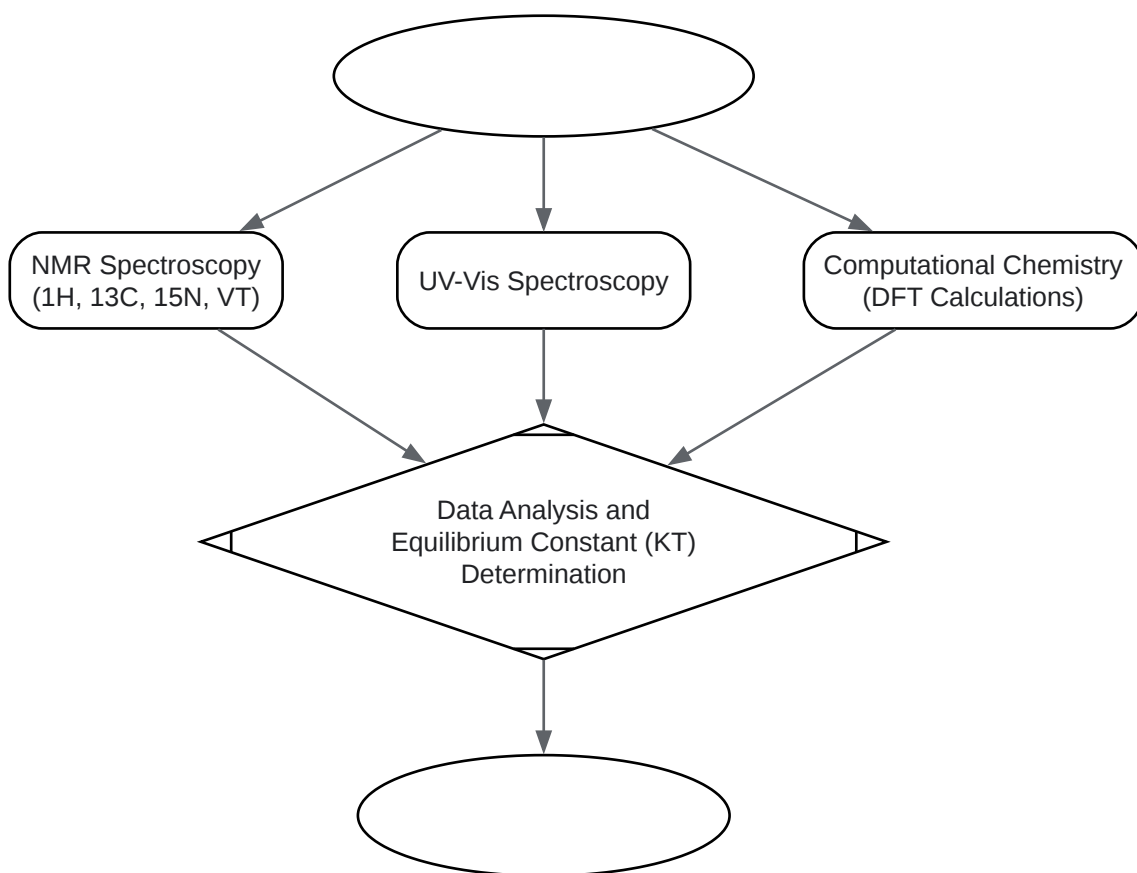 NMR Spectroscopy
(1H, 13C, 15N, VT)
UV-Vis Spectroscopy
Computational Chemistry
(DFT Calculations)
Data Analysis and
Equilibrium Constant (KT)
Determination